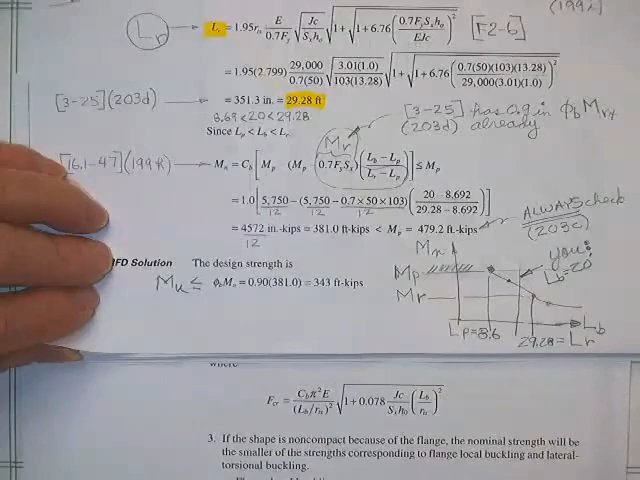 (199i)
Lr → Lr = 1.95rts E/0.7Fy √(Jc/Sxho) √(1 + √(1 + 6.76(0.7FySxho/EJc)²)) [F2-6]
= 1.95(2.799) 29,000/0.7(50) √(3.01(1.0)/103(13.28)) √(1 + √(1 + 6.76(0.7(50)(103)(13.28)/29,000(3.01)(1.0))²))
[3-25](203d) → = 351.3 in. = 29.28 ft
8.69 < 20 < 29.28
[3-25] has 0.9 in ϕbMrx
(203d) already
Since Lp < Lb < Lr,
Mr
[16.1-47](199k) → Mn = Cb[Mp (Mp 0.7FySx)(Lb – Lp/Lr – Lp)] ≤ Mp
= 1.0[5,750/12 – (5,750 – 0.7 × 50 × 103)/12 (20 – 8.692/29.28 – 8.692)]
ALWAYS check
(203c)
= 4572/12 in.-kips = 381.0 ft-kips < Mp = 479.2 ft-kips
Mn
you:
Lb=20
Mp
Mr
Lp=8.6
29.28=Lr
Lb
RFD Solution The design strength is
Mu ≤ ϕbMn = 0.90(381.0) = 343 ft-kips
where
Fcr = Cbπ²E/(Lb/rts)² √(1 + 0.078 Jc/Sxho (Lb/rts)²)
3. If the shape is noncompact because of the flange, the nominal strength will be
the smaller of the strengths corresponding to flange local buckling and lateral-
torsional buckling.